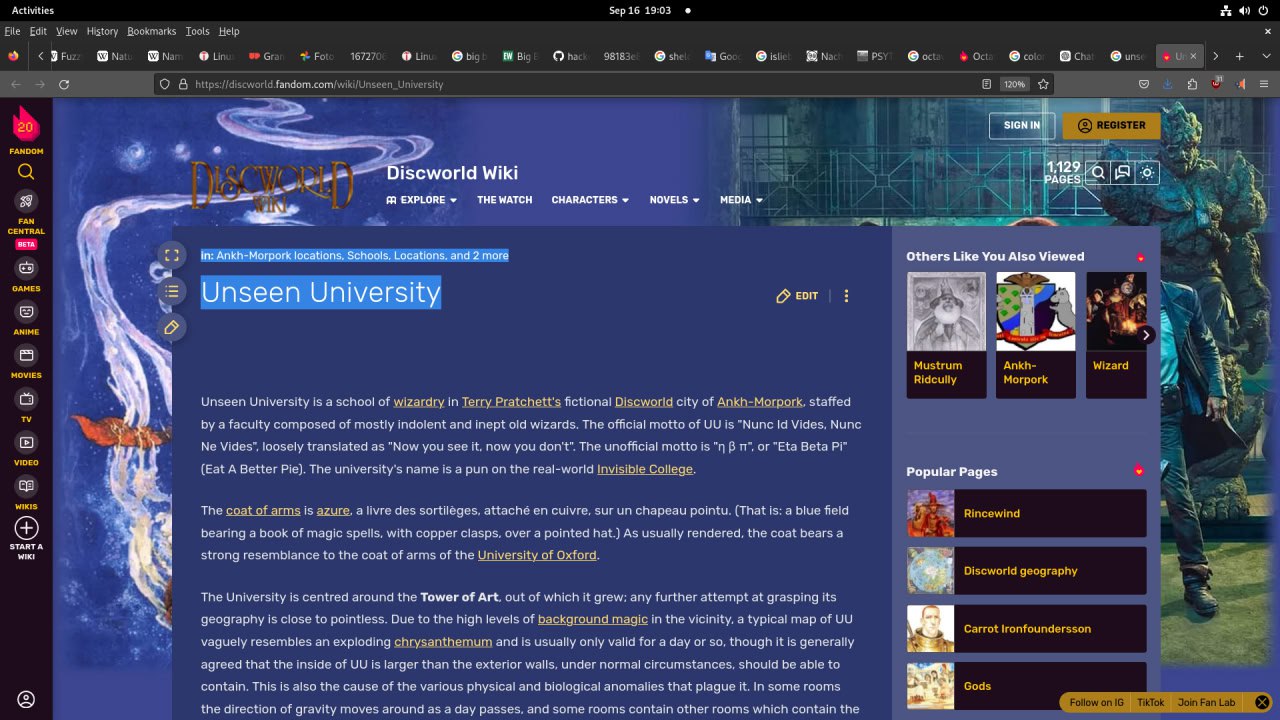 Activities
Sep 16 19:03
File Edit View History Bookmarks Tools Help
Fuzz Watu Nam Linux Goo Gran Foto 1672706 Linu big b Big E hack 98183e8 shel Goo islieb Nach PSYT octav Octa color Chat unse Un
https://discworld.fandom.com/wiki/Unseen_University
120%
31
20
FANDOM
FAN CENTRAL
BETA
GAMES
ANIME
MOVIES
TV
VIDEO
WIKIS
START A WIKI
SIGN IN
REGISTER
DISCWORLD
WIKI
Discworld Wiki
1,129
PAGES
EXPLORE THE WATCH CHARACTERS NOVELS MEDIA
in: Ankh-Morpork locations, Schools, Locations, and 2 more
Unseen University
EDIT
Unseen University is a school of wizardry in Terry Pratchett's fictional Discworld city of Ankh-Morpork, staffed
by a faculty composed of mostly indolent and inept old wizards. The official motto of UU is "Nunc Id Vides, Nunc
Ne Vides", loosely translated as "Now you see it, now you don't". The unofficial motto is "η β π", or "Eta Beta Pi"
(Eat A Better Pie). The university's name is a pun on the real-world Invisible College.
The coat of arms is azure, a livre des sortilèges, attaché en cuivre, sur un chapeau pointu. (That is: a blue field
bearing a book of magic spells, with copper clasps, over a pointed hat.) As usually rendered, the coat bears a
strong resemblance to the coat of arms of the University of Oxford.
The University is centred around the Tower of Art, out of which it grew; any further attempt at grasping its
geography is close to pointless. Due to the high levels of background magic in the vicinity, a typical map of UU
vaguely resembles an exploding chrysanthemum and is usually only valid for a day or so, though it is generally
agreed that the inside of UU is larger than the exterior walls, under normal circumstances, should be able to
contain. This is also the cause of the various physical and biological anomalies that plague it. In some rooms
the direction of gravity moves around as a day passes, and some rooms contain other rooms which contain the
Others Like You Also Viewed
Mustrum Ridcully
Ankh-Morpork
Wizard
Popular Pages
Rincewind
Discworld geography
Carrot Ironfoundersson
Gods
Follow on IG TikTok Join Fan Lab